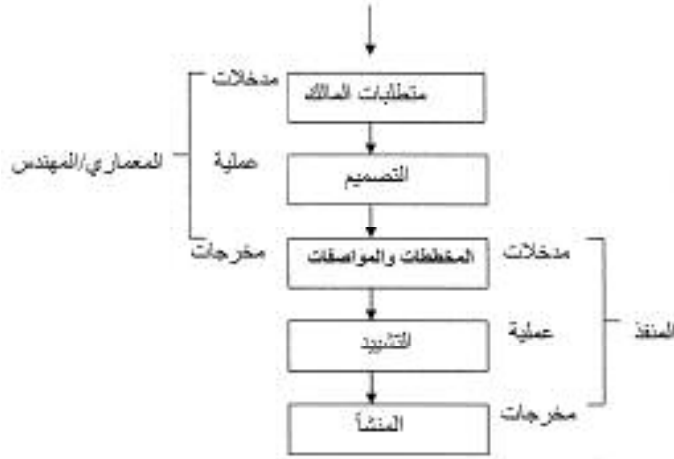 مدخلات
متطلبات المالك
المعماري/المهندس
عملية
التصميم
مخرجات
المخططات والمواصفات
مدخلات
التشييد
عملية
المنفذ
المنشأ
مخرجات